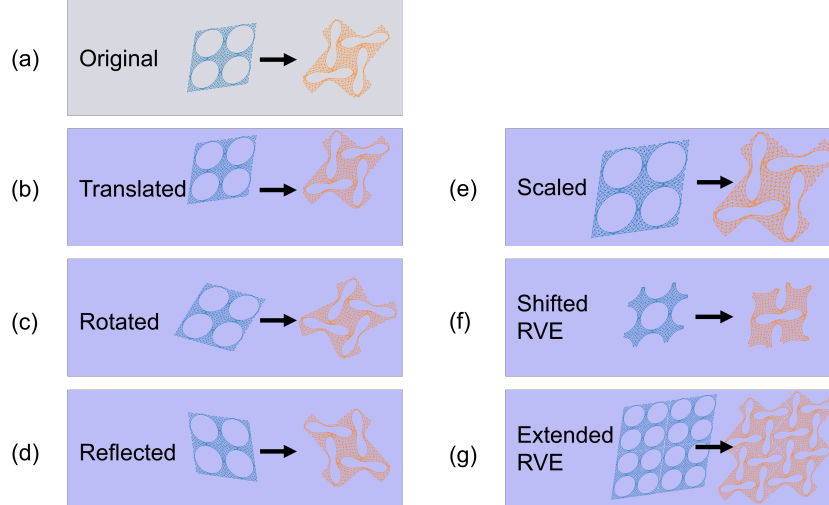 (a) Original
(b) Translated
(c) Rotated
(d) Reflected
(e) Scaled
(f) Shifted
RVE
(g) Extended
RVE